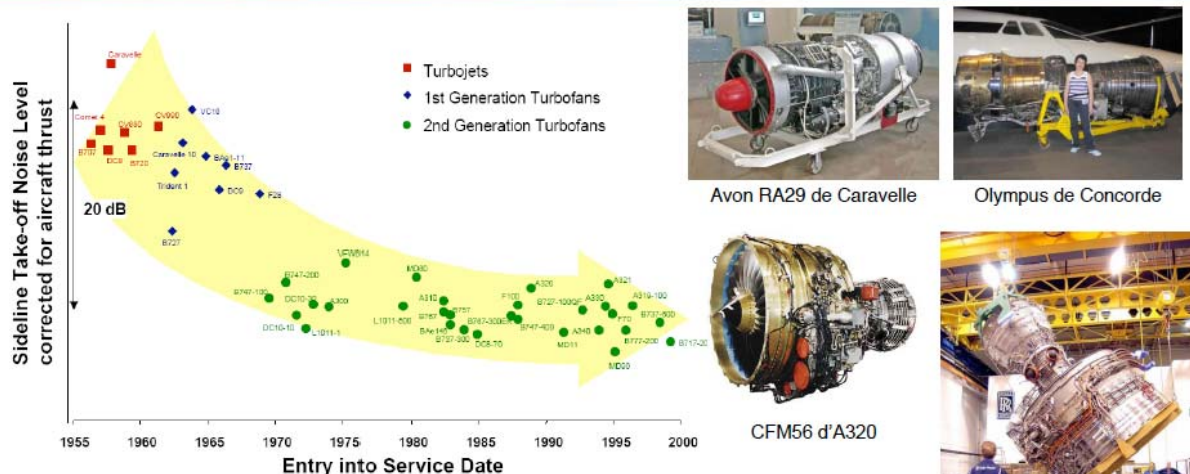 Sideline Take-off Noise Level
corrected for aircraft thrust
20 dB
Turbojets
1st Generation Turbofans
2nd Generation Turbofans
Caravelle
Comet 4
CV880
CV990
B707
DC8
B720
VC10
Caravelle 10
BAe1-11
B737
Trident 1
DC9
F28
B727
VFW614
B747-200
MD80
B747-100
DC10-30
A300
DC10-10
L1011-1
L1011-500
A310
B757
B767
BAe146
B737-300
DC8-70
F100
A320
B767-300ER
B747-400
B727-100QF
MD11
A330
A321
A319-100
F70
A340
B737-600
B777-200
MD90
B717-20
1955 1960 1965 1970 1975 1980 1985 1990 1995 2000
Entry into Service Date
Avon RA29 de Caravelle
Olympus de Concorde
CFM56 d'A320
RR